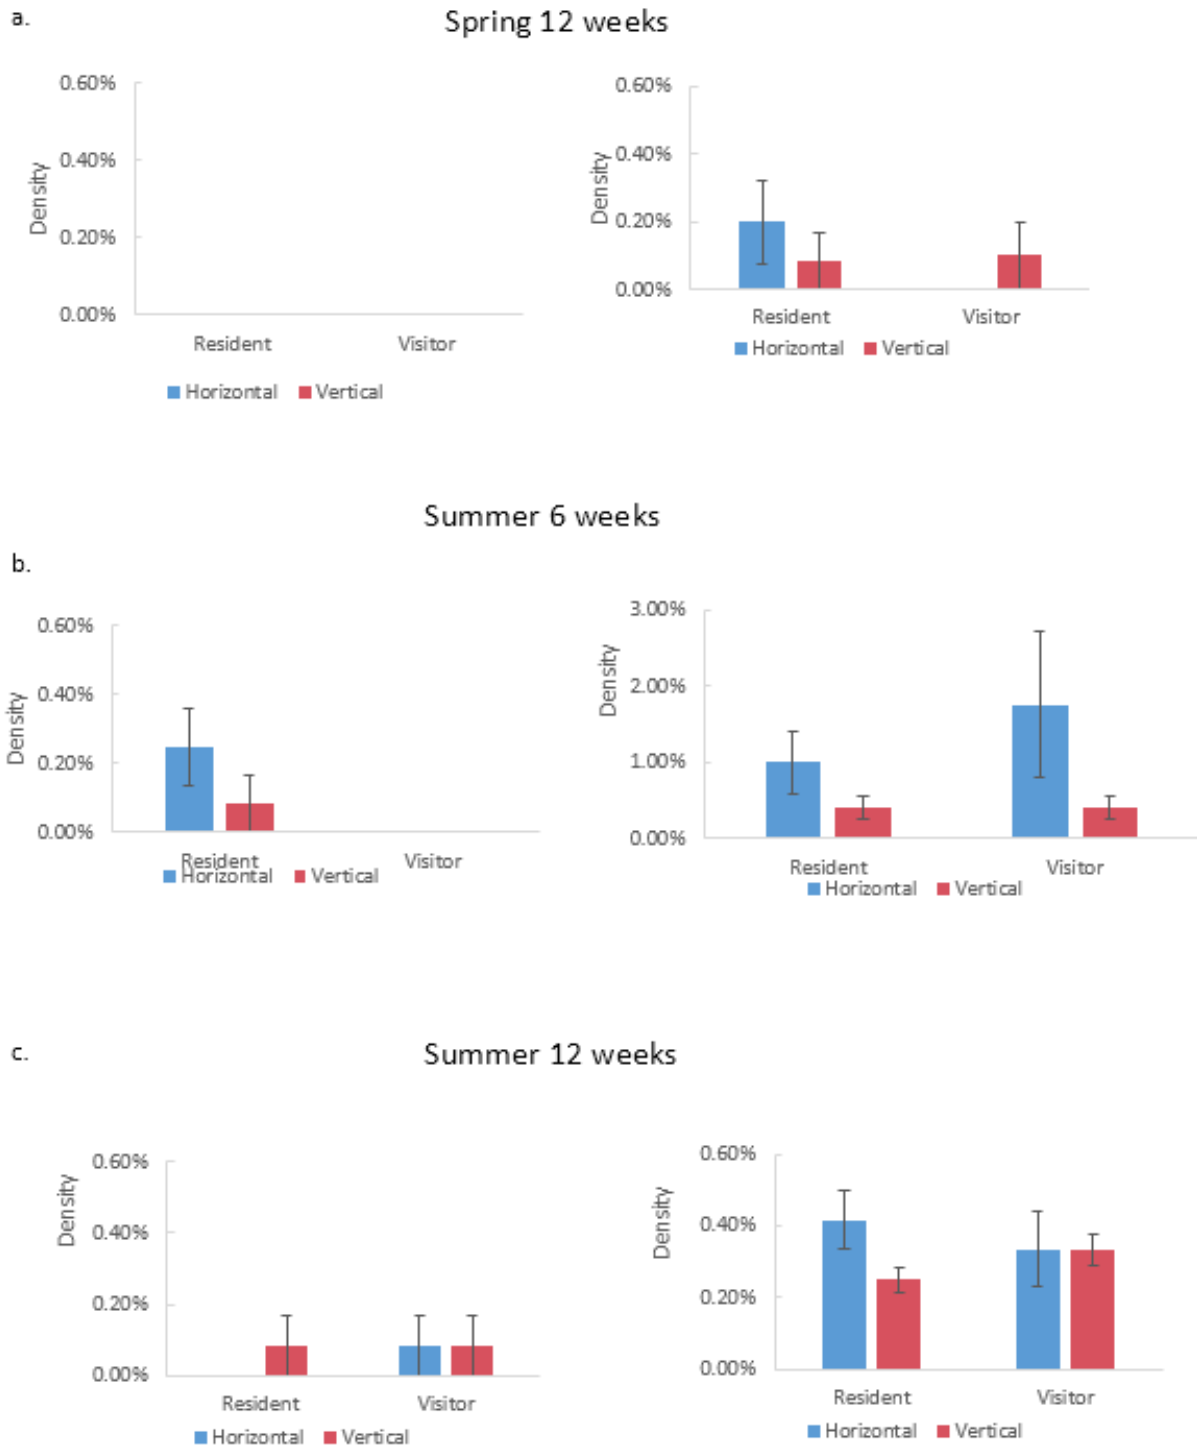 a.
Spring 12 weeks
0.60%
0.40%
0.20%
0.00%
Density
Resident Visitor
Horizontal Vertical
0.60%
0.40%
0.20%
0.00%
Density
Resident Visitor
Horizontal Vertical
Summer 6 weeks
b.
0.60%
0.40%
0.20%
0.00%
Density
Resident Visitor
Horizontal Vertical
3.00%
2.00%
1.00%
0.00%
Density
Resident Visitor
Horizontal Vertical
c.
Summer 12 weeks
0.60%
0.40%
0.20%
0.00%
Density
Resident Visitor
Horizontal Vertical
0.60%
0.40%
0.20%
0.00%
Density
Resident Visitor
Horizontal Vertical